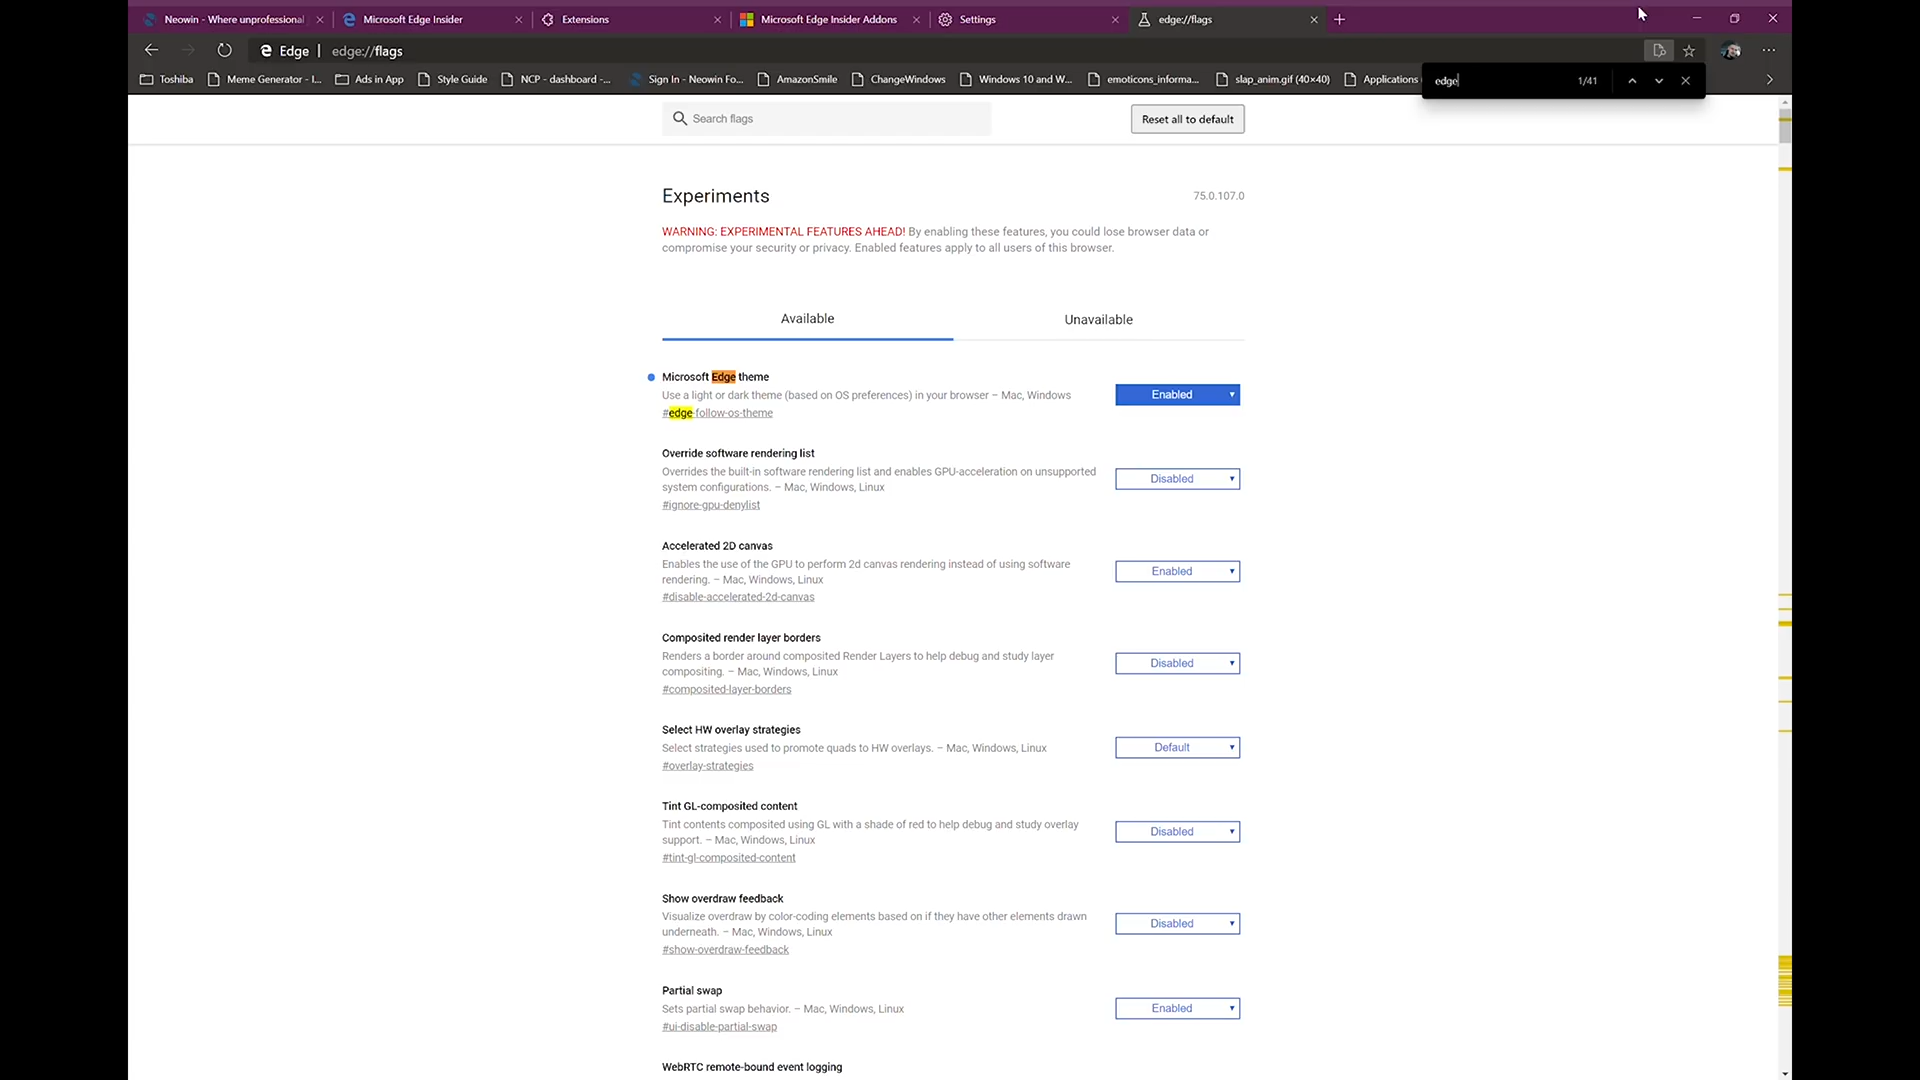 Neowin - Where unprofessional
Microsoft Edge Insider
Extensions
Microsoft Edge Insider Addons
Settings
edge://flags
Edge | edge://flags
Toshiba
Meme Generator - I...
Ads in App
Style Guide
NCP - dashboard -...
Sign In - Neowin Fo...
AmazonSmile
ChangeWindows
Windows 10 and W...
emoticons_informa...
slap_anim.gif (40×40)
Applications
edge
1/41
Search flags
Reset all to default
Experiments
75.0.107.0
WARNING: EXPERIMENTAL FEATURES AHEAD! By enabling these features, you could lose browser data or
compromise your security or privacy. Enabled features apply to all users of this browser.
Available
Unavailable
Microsoft Edge theme
Use a light or dark theme (based on OS preferences) in your browser – Mac, Windows
#edge-follow-os-theme
Enabled
Override software rendering list
Overrides the built-in software rendering list and enables GPU-acceleration on unsupported
system configurations. – Mac, Windows, Linux
#ignore-gpu-denylist
Disabled
Accelerated 2D canvas
Enables the use of the GPU to perform 2d canvas rendering instead of using software
rendering. – Mac, Windows, Linux
#disable-accelerated-2d-canvas
Enabled
Composited render layer borders
Renders a border around composited Render Layers to help debug and study layer
compositing. – Mac, Windows, Linux
#composited-layer-borders
Disabled
Select HW overlay strategies
Select strategies used to promote quads to HW overlays. – Mac, Windows, Linux
#overlay-strategies
Default
Tint GL-composited content
Tint contents composited using GL with a shade of red to help debug and study overlay
support. – Mac, Windows, Linux
#tint-gl-composited-content
Disabled
Show overdraw feedback
Visualize overdraw by color-coding elements based on if they have other elements drawn
underneath. – Mac, Windows, Linux
#show-overdraw-feedback
Disabled
Partial swap
Sets partial swap behavior. – Mac, Windows, Linux
#ui-disable-partial-swap
Enabled
WebRTC remote-bound event logging